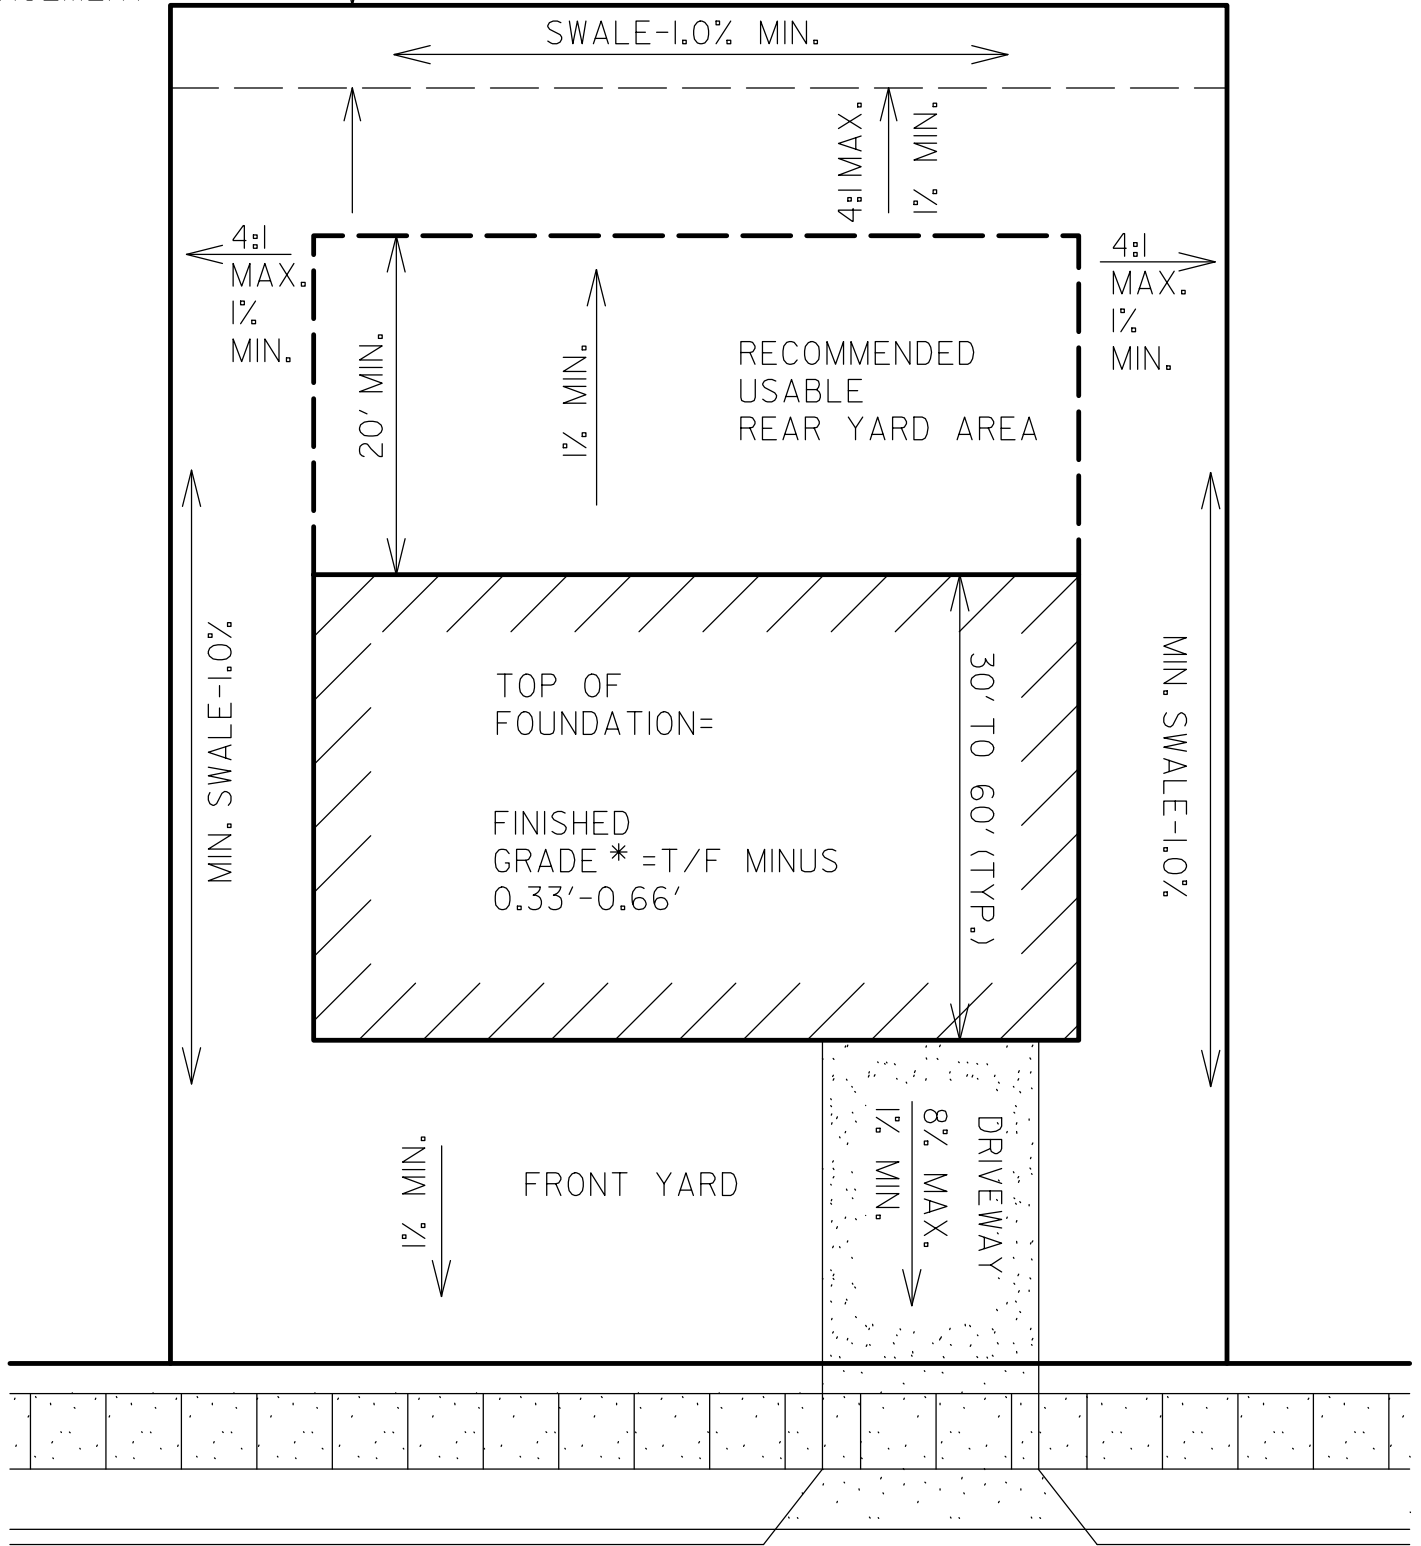 SWALE-1.0% MIN.
4:1 MAX.
1% MIN.
4:1
MAX.
1%
MIN.
4:1
MAX.
1%
MIN.
20' MIN.
1% MIN.
RECOMMENDED
USABLE
REAR YARD AREA
MIN. SWALE-1.0%
TOP OF
FOUNDATION=
FINISHED
GRADE * =T/F MINUS
0.33'-0.66'
30' TO 60' (TYP.)
MIN. SWALE-1.0%
1% MIN.
FRONT YARD
1% MIN.
8% MAX.
DRIVEWAY